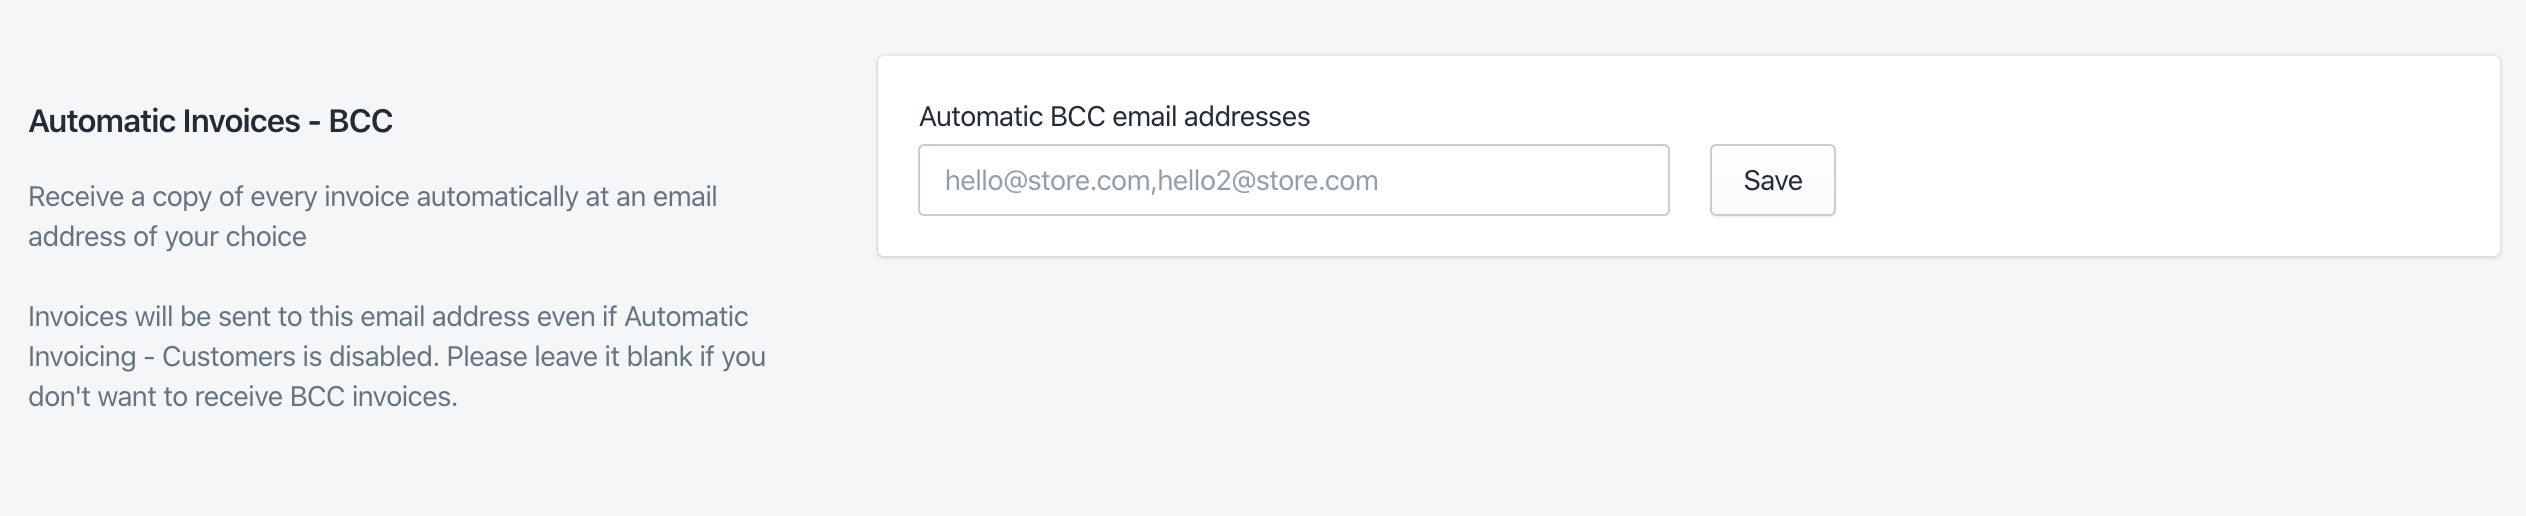 Automatic Invoices - BCC
Receive a copy of every invoice automatically at an email
address of your choice
Invoices will be sent to this email address even if Automatic
Invoicing - Customers is disabled. Please leave it blank if you
don't want to receive BCC invoices.
Automatic BCC email addresses
hello@store.com,hello2@store.com
Save